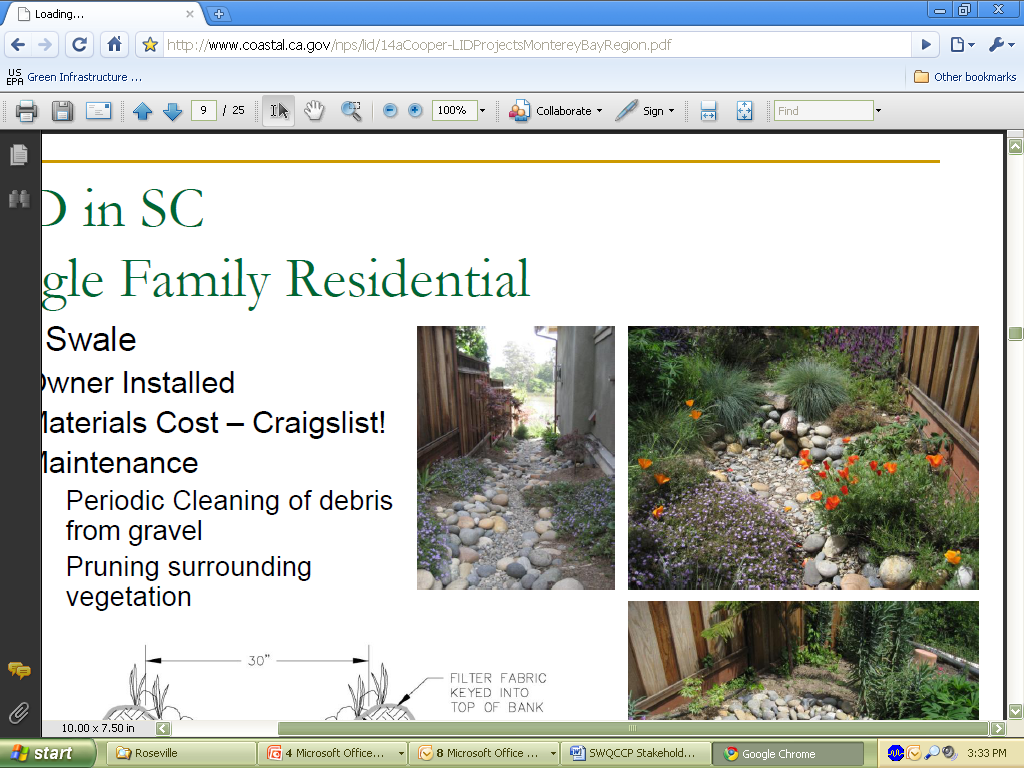 Loading...
http://www.coastal.ca.gov/nps/lid/14aCooper-LIDProjectsMontereyBayRegion.pdf
US EPA Green Infrastructure ...
Other bookmarks
9 / 25
100%
Collaborate
Sign
Find
D in SC
gle Family Residential
Swale
Owner Installed
Materials Cost – Craigslist!
Maintenance
Periodic Cleaning of debris
from gravel
Pruning surrounding
vegetation
30"
FILTER FABRIC
KEYED INTO
TOP OF BANK
10.00 x 7.50 in
start
Roseville
4 Microsoft Office...
8 Microsoft Office ...
SWQCCP Stakehold...
Google Chrome
3:33 PM